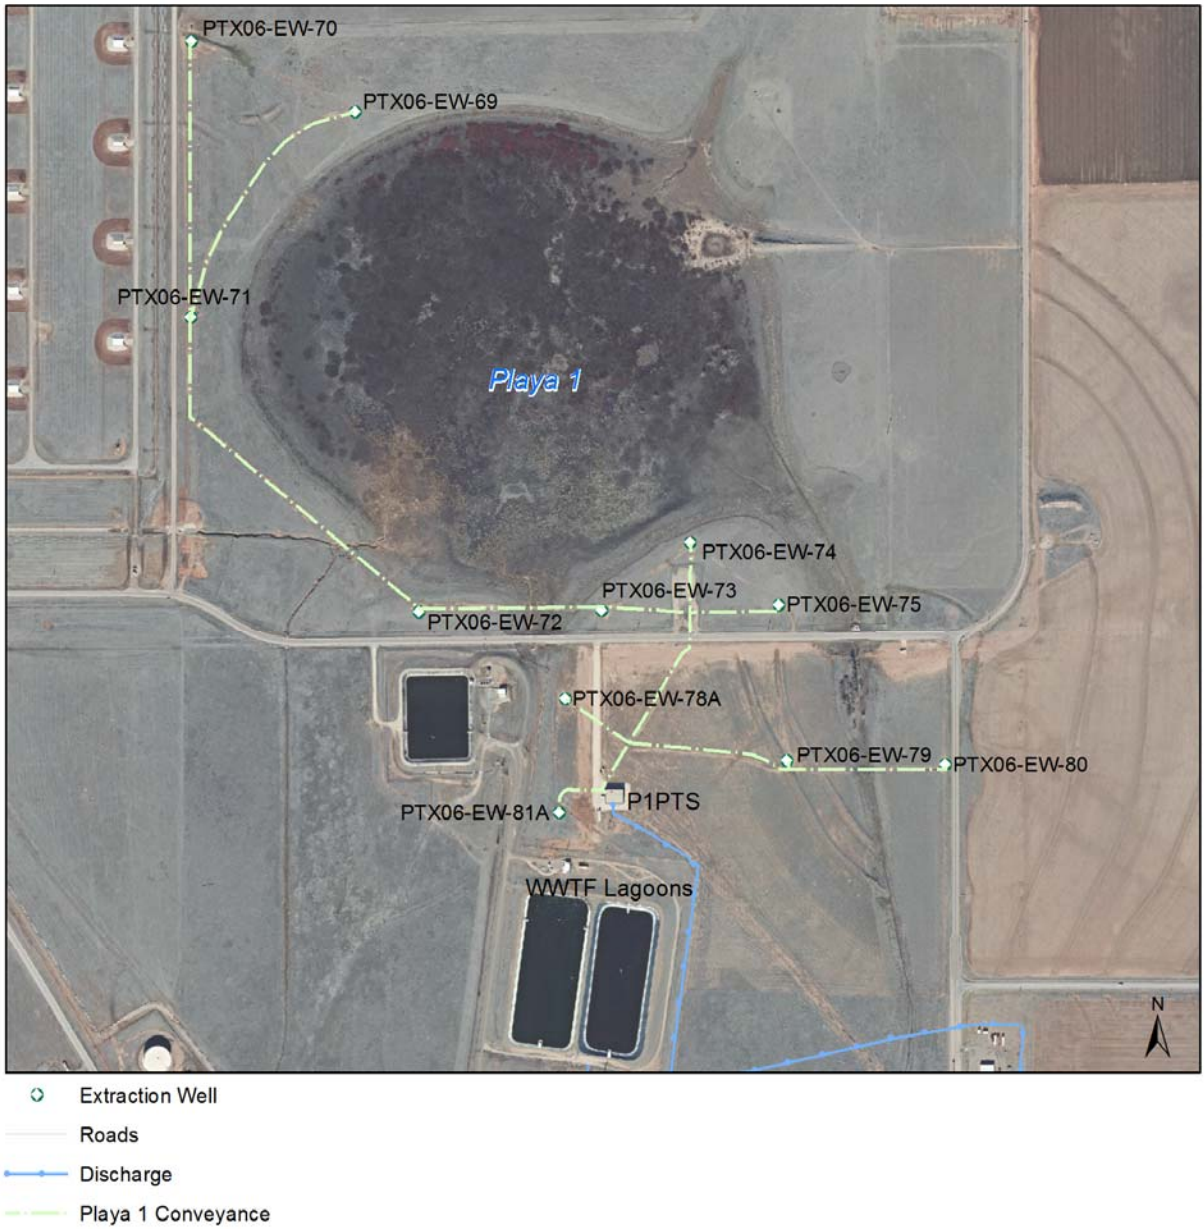 PTX06-EW-70
PTX06-EW-69
PTX06-EW-71
Playa 1
PTX06-EW-74
PTX06-EW-73
PTX06-EW-75
PTX06-EW-72
PTX06-EW-78A
PTX06-EW-79
PTX06-EW-80
P1PTS
PTX06-EW-81A
WWTF Lagoons
N
Extraction Well
Roads
Discharge
Playa 1 Conveyance